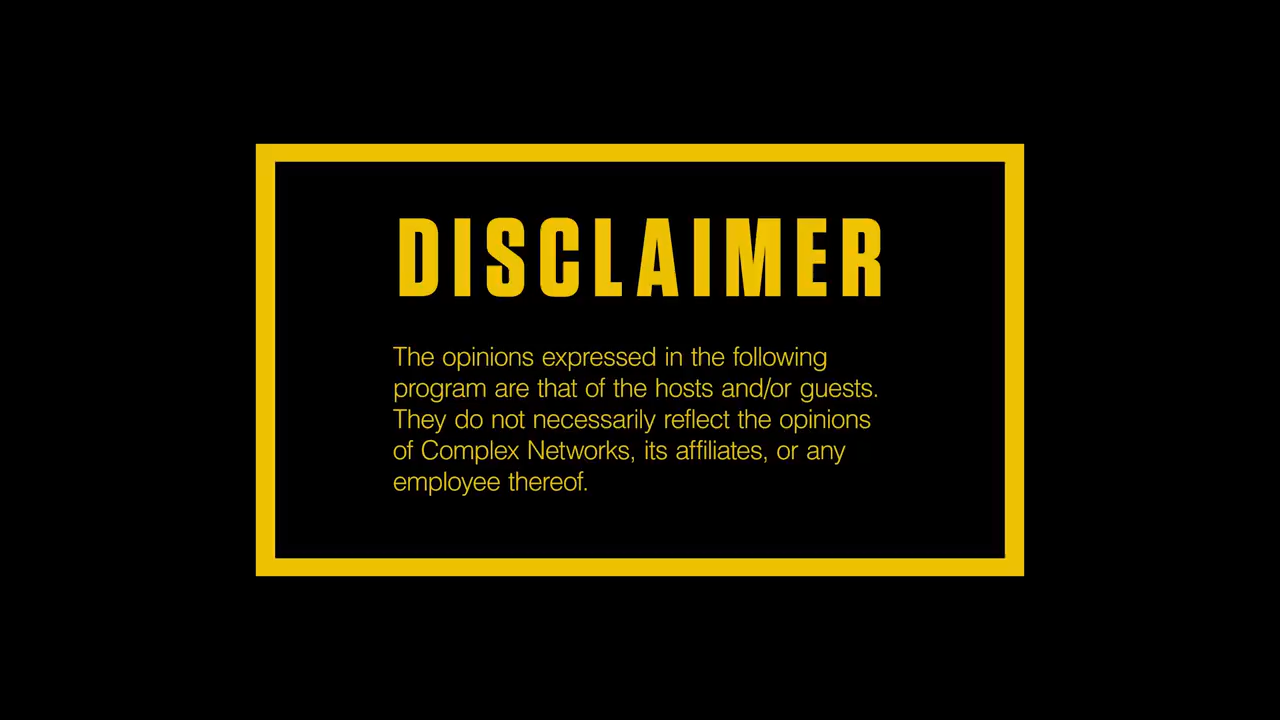 DISCLAIMER
The opinions expressed in the following
program are that of the hosts and/or guests.
They do not necessarily reflect the opinions
of Complex Networks, its affiliates, or any
employee thereof.